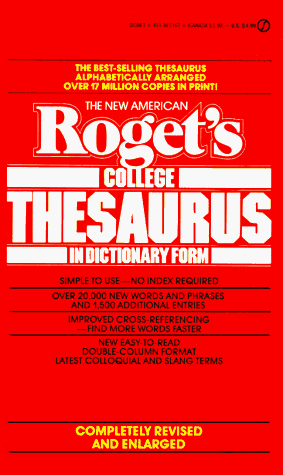 THE BEST-SELLING THESAURUS
ALPHABETICALLY ARRANGED
OVER 17 MILLION COPIES IN PRINT!
THE NEW AMERICAN
Roget's
COLLEGE
THESAURUS
IN DICTIONARY FORM
SIMPLE TO USE—NO INDEX REQUIRED
OVER 20,000 NEW WORDS AND PHRASES
AND 1,500 ADDITIONAL ENTRIES
IMPROVED CROSS-REFERENCING
—FIND MORE WORDS FASTER
NEW EASY-TO-READ
DOUBLE-COLUMN FORMAT
LATEST COLLOQUIAL AND SLANG TERMS
COMPLETELY REVISED
AND ENLARGED